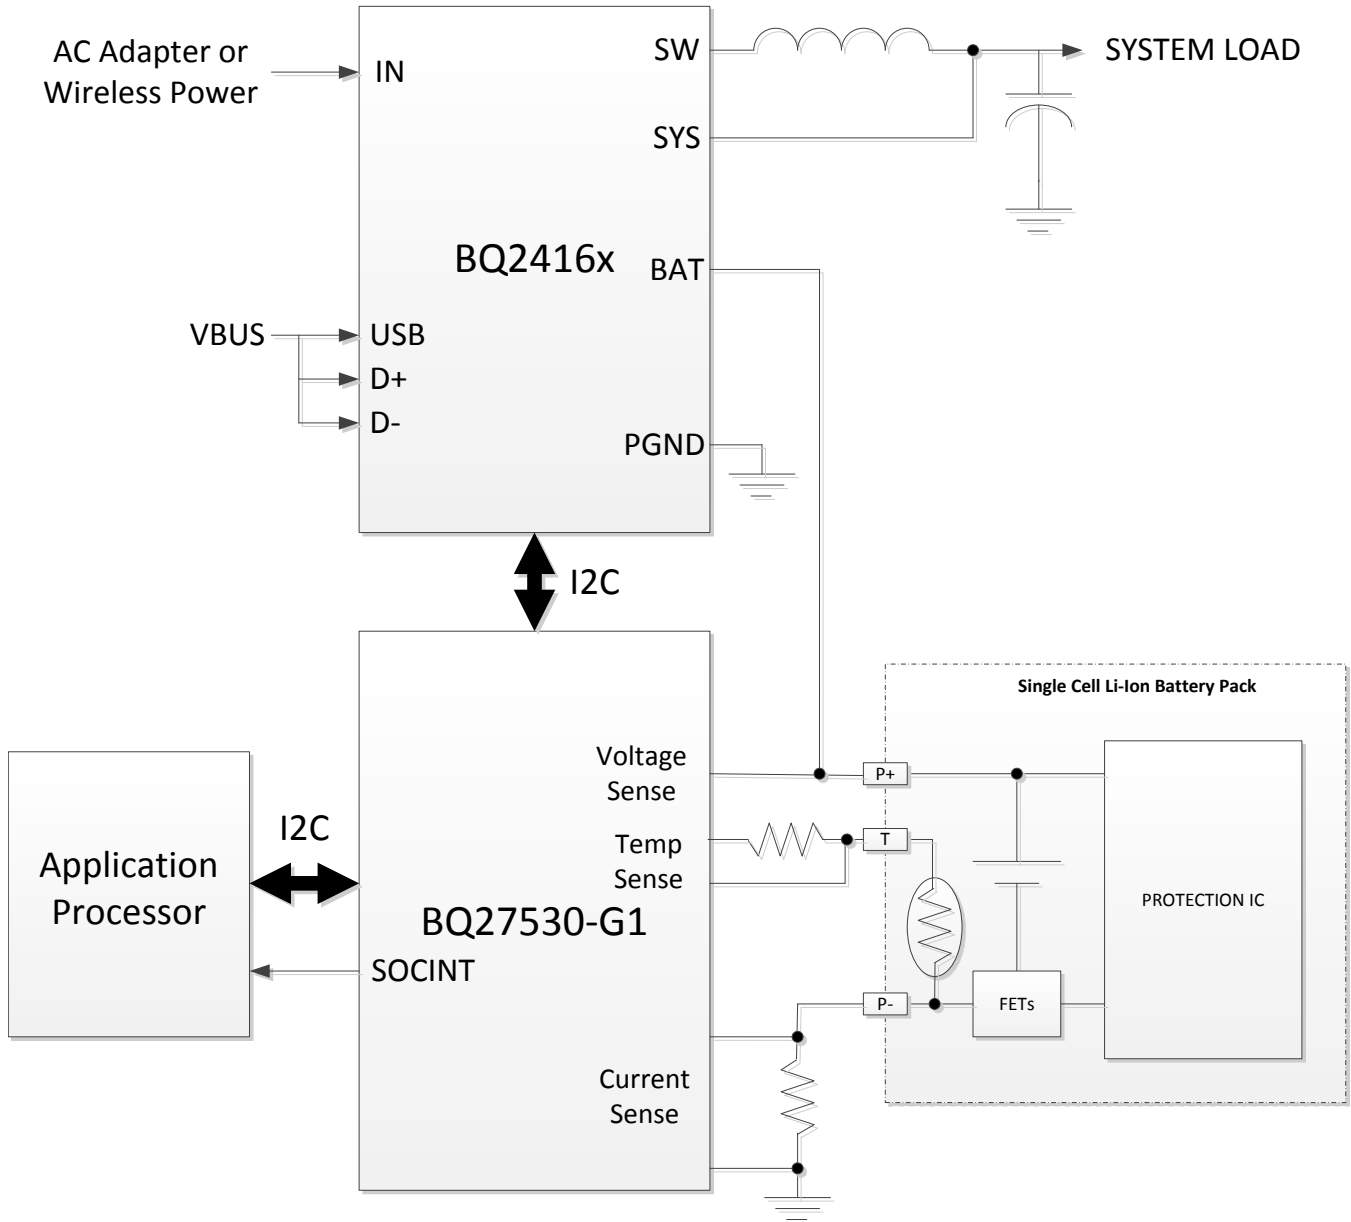 AC Adapter or
Wireless Power
IN
SW
SYSTEM LOAD
SYS
BQ2416x
BAT
VBUS
USB
D+
D-
PGND
I2C
Single Cell Li-Ion Battery Pack
Voltage
Sense
P+
Temp
Sense
T
I2C
Application
Processor
BQ27530-G1
PROTECTION IC
SOCINT
P-
FETs
Current
Sense